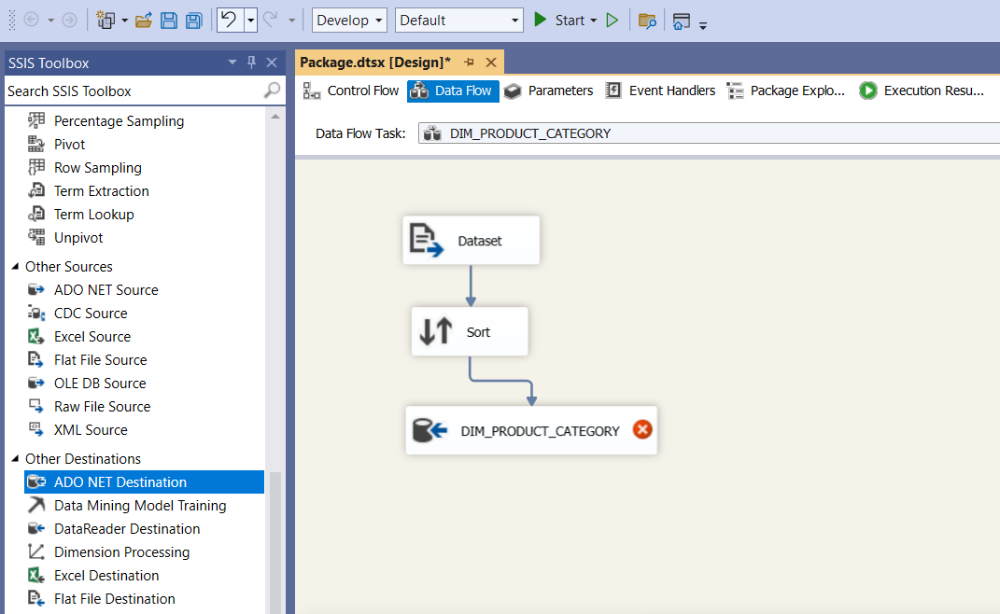 Develop
Default
Start
SSIS Toolbox
Search SSIS Toolbox
Percentage Sampling
Pivot
Row Sampling
Term Extraction
Term Lookup
Unpivot
Other Sources
ADO NET Source
CDC Source
Excel Source
Flat File Source
OLE DB Source
Raw File Source
XML Source
Other Destinations
ADO NET Destination
Data Mining Model Training
DataReader Destination
Dimension Processing
Excel Destination
Flat File Destination
Package.dtsx [Design]*
Control Flow Data Flow Parameters Event Handlers Package Explo... Execution Resu...
Data Flow Task: DIM_PRODUCT_CATEGORY
Dataset
Sort
DIM_PRODUCT_CATEGORY